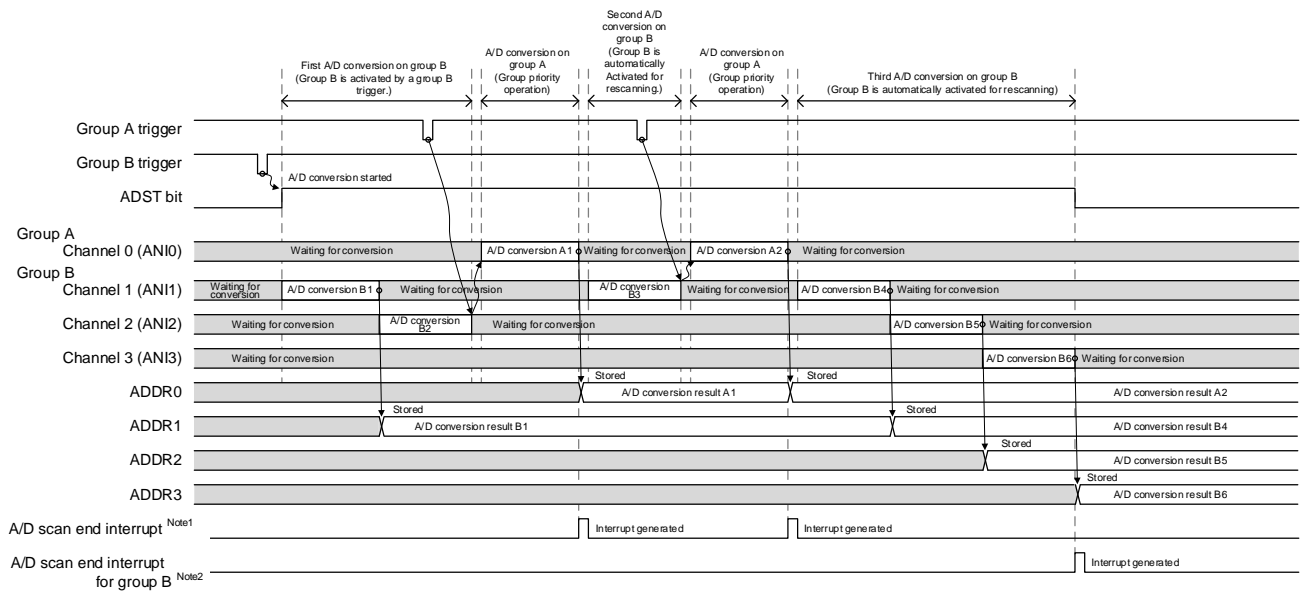 First A/D conversion on group B
(Group B is activated by a group B
trigger.)
A/D conversion on
group A
(Group priority
operation)
Second A/D
conversion on
group B
(Group B is
automatically
Activated for
rescanning.)
A/D conversion on
group A
(Group priority
operation)
Third A/D conversion on group B
(Group B is automatically activated for rescanning)
Group A trigger
Group B trigger
A/D conversion started
ADST bit
Group A
Channel 0 (ANI0)
Waiting for conversion
A/D conversion A1
Waiting for conversion
A/D conversion A2
Waiting for conversion
Group B
Channel 1 (ANI1)
Waiting for
conversion
A/D conversion B1
Waiting for conversion
A/D conversion
B3
Waiting for conversion
A/D conversion B4
Waiting for conversion
Channel 2 (ANI2)
Waiting for conversion
A/D conversion
B2
Waiting for conversion
A/D conversion B5
Waiting for conversion
Channel 3 (ANI3)
Waiting for conversion
A/D conversion B6
Waiting for conversion
ADDR0
Stored
A/D conversion result A1
Stored
A/D conversion result A2
ADDR1
Stored
A/D conversion result B1
Stored
A/D conversion result B4
ADDR2
Stored
A/D conversion result B5
ADDR3
Stored
A/D conversion result B6
A/D scan end interrupt Note1
Interrupt generated
Interrupt generated
A/D scan end interrupt
for group B Note2
Interrupt generated